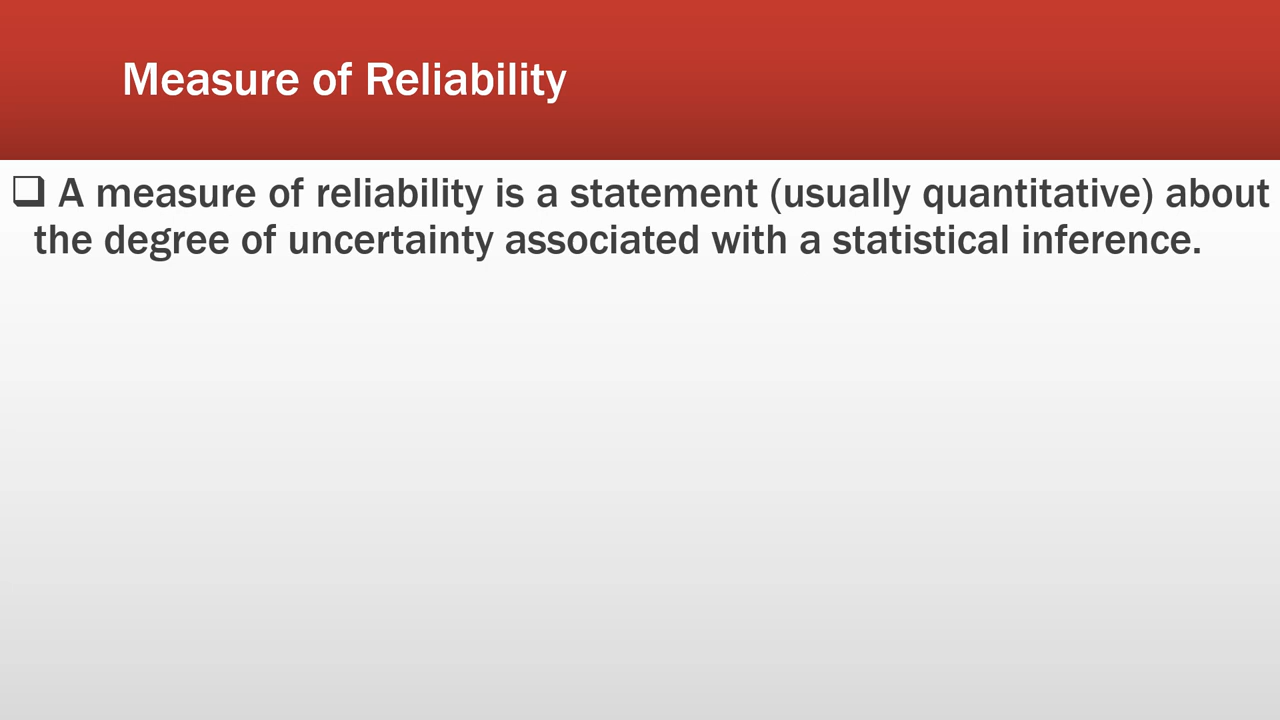 Measure of Reliability
❑ A measure of reliability is a statement (usually quantitative) about
the degree of uncertainty associated with a statistical inference.